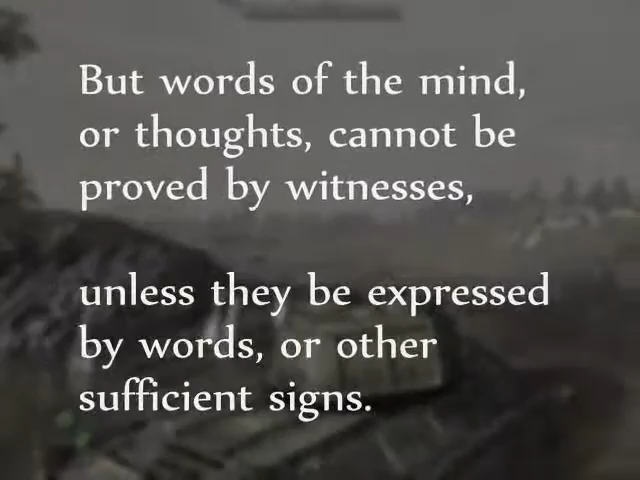 But words of the mind,
or thoughts, cannot be
proved by witnesses,
unless they be expressed
by words, or other
sufficient signs.